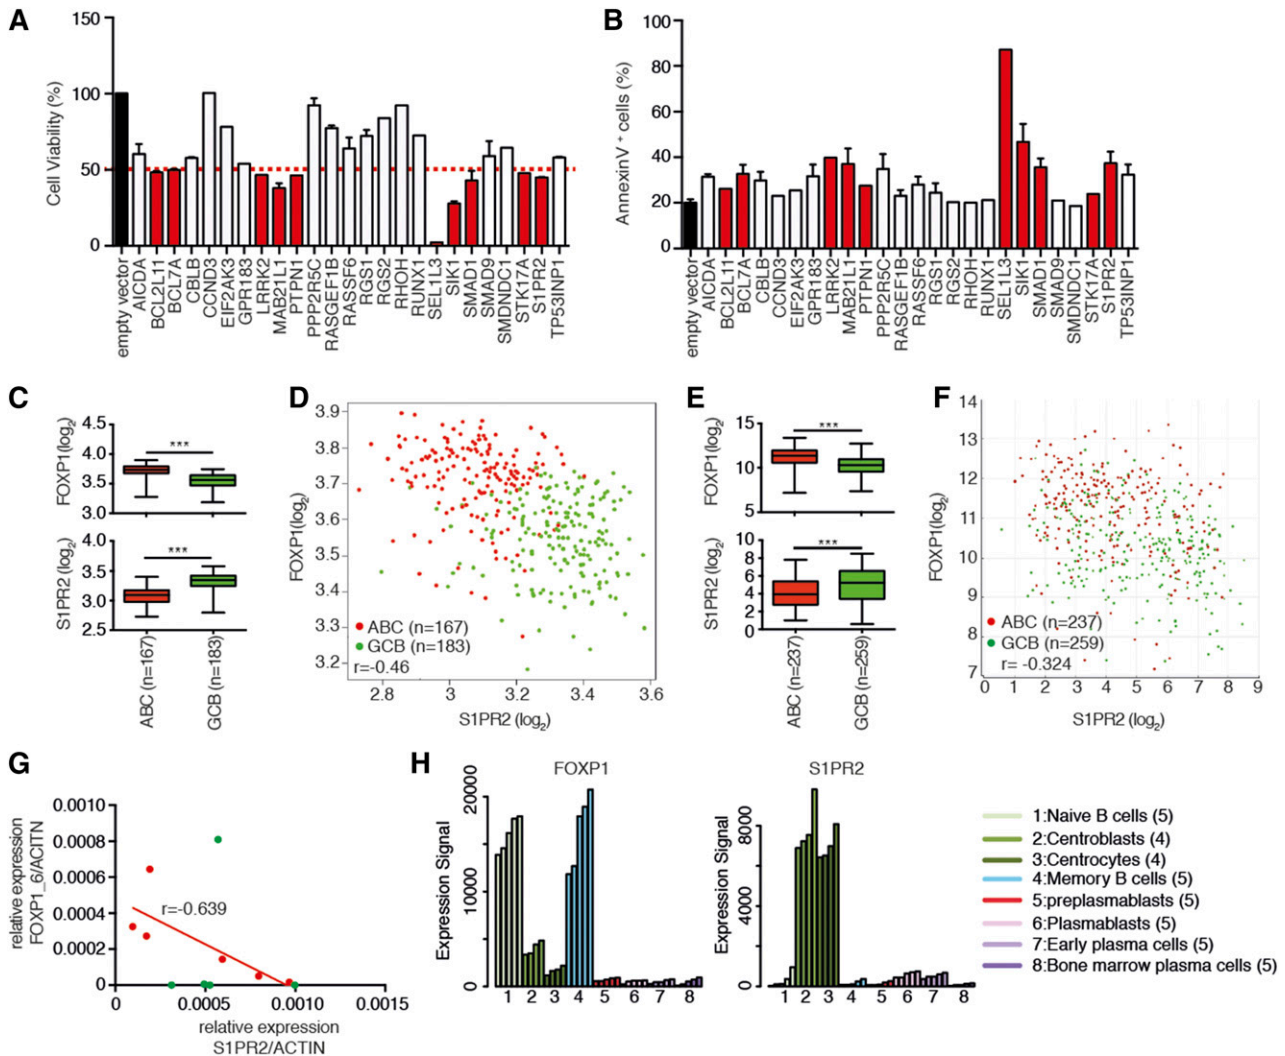 A
150
100
50
0
Cell Viability (%)
empty vector
AICDA
BCL2L11
BCL7A
CBLB
CCND3
EIF2AK3
GPR183
LRRK2
MAB21L1
PTPN1
PPP2R5C
RASGEF1B
RASSF6
RGS1
RGS2
RHOH
RUNX1
SEL1L3
SIK1
SMAD1
SMAD9
SMDNDC1
STK17A
S1PR2
TP53INP1
B
100
80
60
40
20
0
AnnexinV + cells (%)
empty vector
AICDA
BCL2L11
BCL7A
CBLB
CCND3
EIF2AK3
GPR183
LRRK2
MAB21L1
PTPN1
PPP2R5C
RASGEF1B
RASSF6
RGS1
RGS2
RHOH
RUNX1
SEL1L3
SIK1
SMAD1
SMAD9
SMDNDC1
STK17A
S1PR2
TP53INP1
C
FOXP1(log2)
4.5
4.0
3.5
3.0
***
S1PR2 (log2)
4.0
3.5
3.0
2.5
***
ABC (n=167)
GCB (n=183)
D
FOXP1(log2)
3.9
3.8
3.7
3.6
3.5
3.4
3.3
3.2
ABC (n=167)
GCB (n=183)
r=-0.46
2.8 3 3.2 3.4 3.6
S1PR2 (log2)
E
FOXP1(log2)
15
10
5
***
S1PR2 (log2)
10
8
6
4
2
0
***
ABC (n=237)
GCB (n=259)
F
FOXP1(log2)
14
13
12
11
10
9
8
7
ABC (n=237)
GCB (n=259)
r= -0.324
0 1 2 3 4 5 6 7 8 9
S1PR2 (log2)
G
relative expression
FOXP1_6/ACITN
0.0010
0.0008
0.0006
0.0004
0.0002
0
r=-0.639
0 0.0005 0.0010 0.0015
relative expression
S1PR2/ACTIN
H
FOXP1
Expression Signal
20000
10000
0
1 2 3 4 5 6 7 8
S1PR2
Expression Signal
8000
4000
0
1 2 3 4 5 6 7 8
1:Naive B cells (5)
2:Centroblasts (4)
3:Centrocytes (4)
4:Memory B cells (5)
5:preplasmablasts (5)
6:Plasmablasts (5)
7:Early plasma cells (5)
8:Bone marrow plasma cells (5)